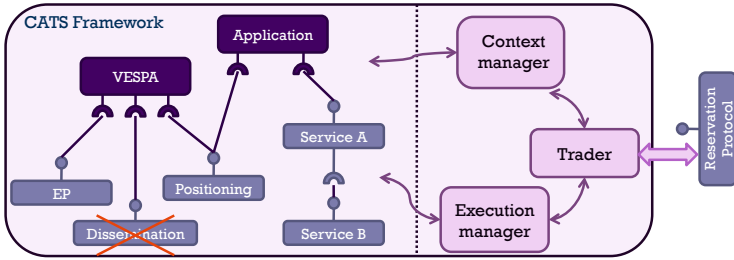 CATS Framework
Application
VESPA
Context
manager
Service A
Trader
Reservation
Protocol
EP
Positioning
Execution
manager
Dissemination
Service B